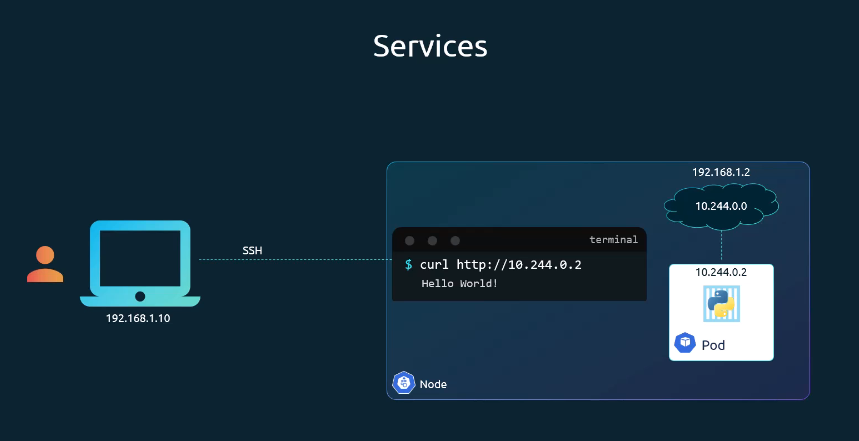 Services
192.168.1.2
10.244.0.0
terminal
SSH
$ curl http://10.244.0.2
Hello World!
10.244.0.2
192.168.1.10
Pod
Node